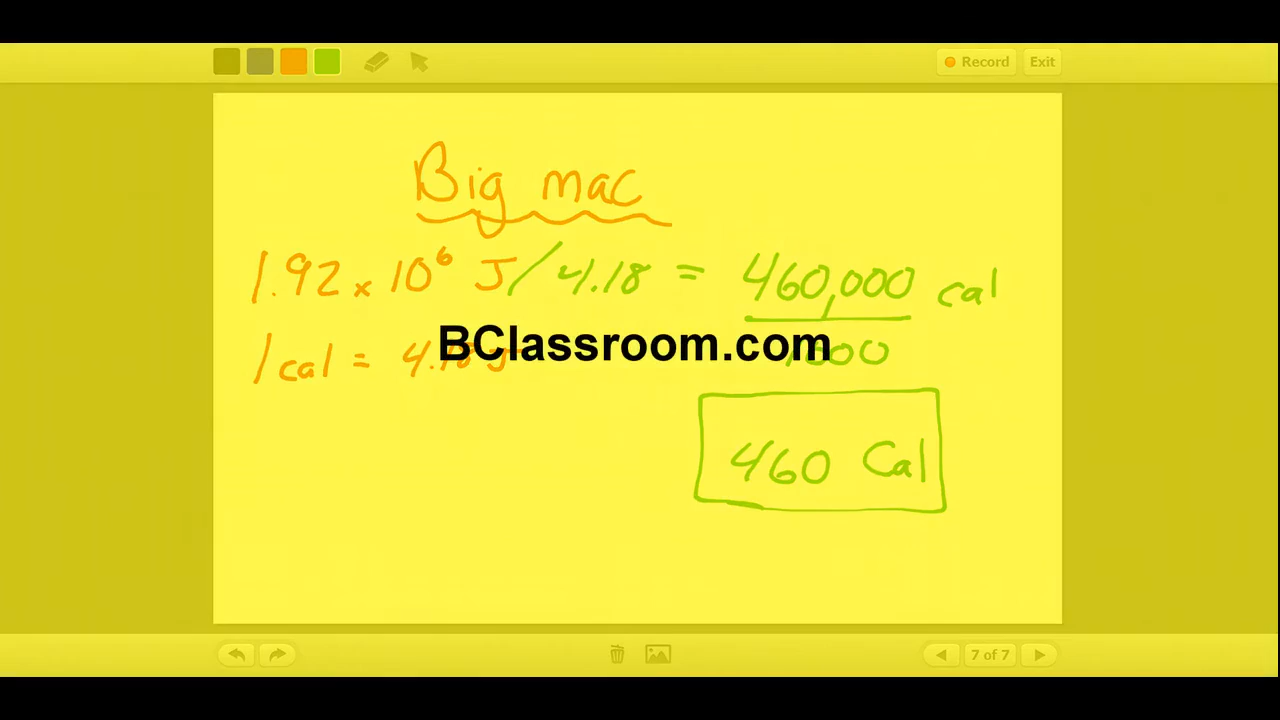 Record Exit
Big mac
1.92 x 10⁶ J / 4.18 = 460,000 cal
1000
1 cal = 4.18 J
BClassroom.com
460 Cal
7 of 7